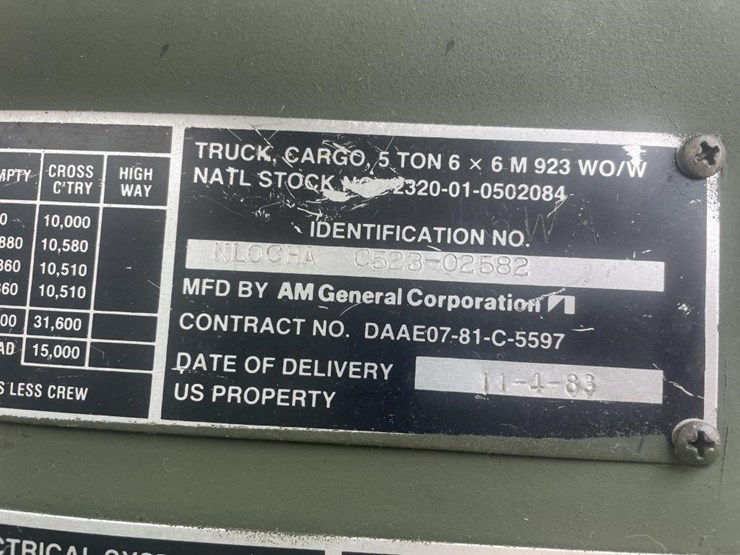 CROSS C'TRY HIGH WAY
10,000
10,580
10,510
10,510
31,600
15,000
LESS CREW
TRUCK, CARGO, 5 TON 6 × 6 M 923 WO/W
NATL STOCK 2320-01-0502084
IDENTIFICATION NO.
NLOCHA C523-02582
MFD BY AM General Corporation
CONTRACT NO. DAAE07-81-C-5597
DATE OF DELIVERY 11-4-83
US PROPERTY